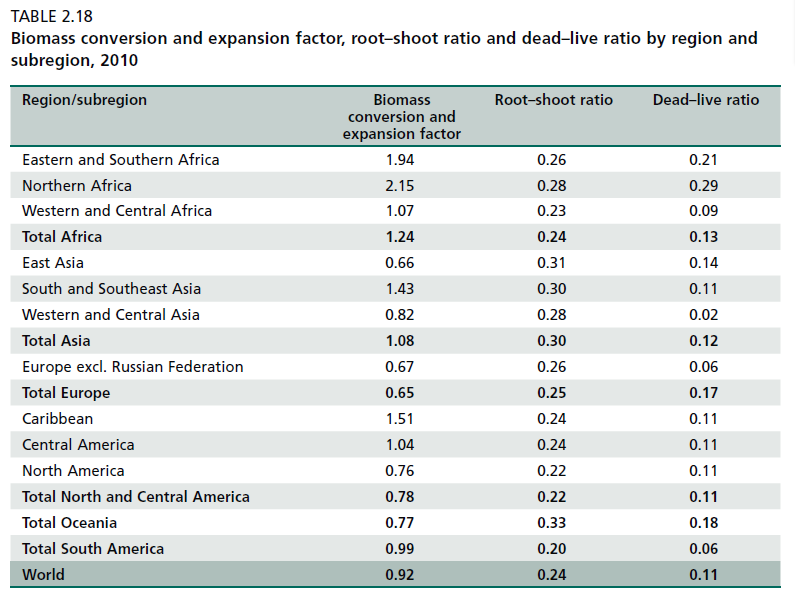 TABLE 2.18
Biomass conversion and expansion factor, root–shoot ratio and dead–live ratio by region and
subregion, 2010
Region/subregion Biomass conversion and expansion factor Root–shoot ratio Dead–live ratio
Eastern and Southern Africa 1.94 0.26 0.21
Northern Africa 2.15 0.28 0.29
Western and Central Africa 1.07 0.23 0.09
Total Africa 1.24 0.24 0.13
East Asia 0.66 0.31 0.14
South and Southeast Asia 1.43 0.30 0.11
Western and Central Asia 0.82 0.28 0.02
Total Asia 1.08 0.30 0.12
Europe excl. Russian Federation 0.67 0.26 0.06
Total Europe 0.65 0.25 0.17
Caribbean 1.51 0.24 0.11
Central America 1.04 0.24 0.11
North America 0.76 0.22 0.11
Total North and Central America 0.78 0.22 0.11
Total Oceania 0.77 0.33 0.18
Total South America 0.99 0.20 0.06
World 0.92 0.24 0.11